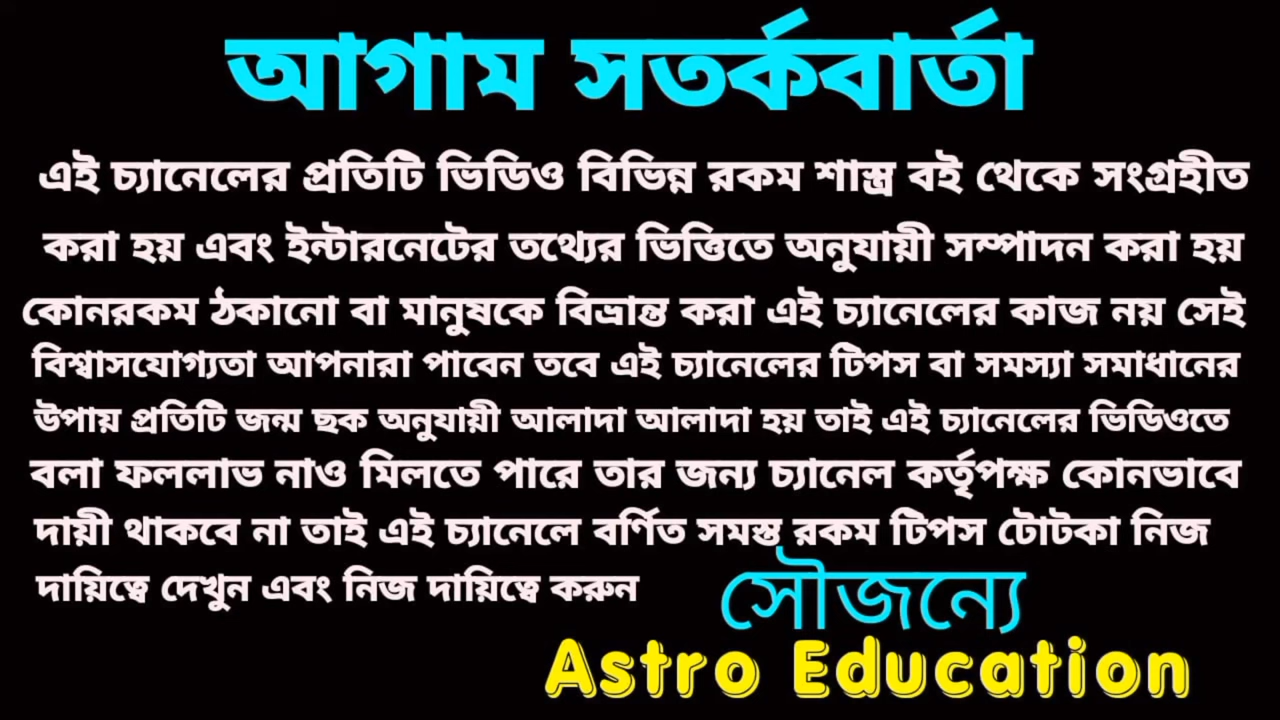 আগাম সতর্কবার্তা
এই চ্যানেলের প্রতিটি ভিডিও বিভিন্ন রকম শাস্ত্র বই থেকে সংগ্রহীত
করা হয় এবং ইন্টারনেটের তথ্যের ভিত্তিতে অনুযায়ী সম্পাদন করা হয়
কোনরকম ঠকানো বা মানুষকে বিভ্রান্ত করা এই চ্যানেলের কাজ নয় সেই
বিশ্বাসযোগ্যতা আপনারা পাবেন তবে এই চ্যানেলের টিপস বা সমস্যা সমাধানের
উপায় প্রতিটি জন্ম ছক অনুযায়ী আলাদা আলাদা হয় তাই এই চ্যানেলের ভিডিওতে
বলা ফললাভ নাও মিলতে পারে তার জন্য চ্যানেল কর্তৃপক্ষ কোনভাবে
দায়ী থাকবে না তাই এই চ্যানেলে বর্ণিত সমস্ত রকম টিপস টোটকা নিজ
দায়িত্বে দেখুন এবং নিজ দায়িত্বে করুন
সৌজন্যে
Astro Education